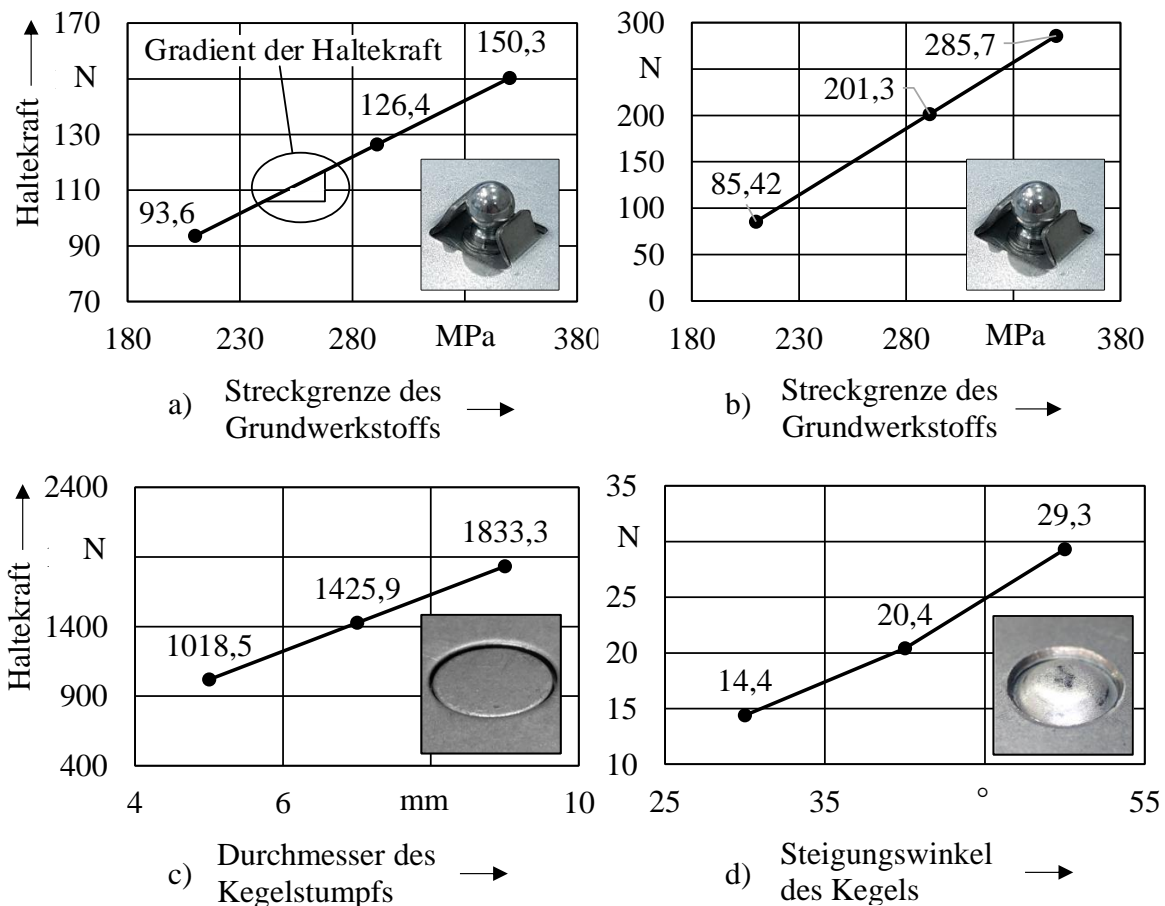 170
N
130
110
90
70
Haltekraft
Gradient der Haltekraft
93,6
126,4
150,3
180 230 280 MPa 380
a) Streckgrenze des
Grundwerkstoffs
300
N
200
150
100
50
0
85,42
201,3
285,7
180 230 280 MPa 380
b) Streckgrenze des
Grundwerkstoffs
2400
N
1400
900
400
Haltekraft
1018,5
1425,9
1833,3
4 6 mm 10
c) Durchmesser des
Kegelstumpfs
35
N
25
20
15
10
14,4
20,4
29,3
25 35 ° 55
d) Steigungswinkel
des Kegels